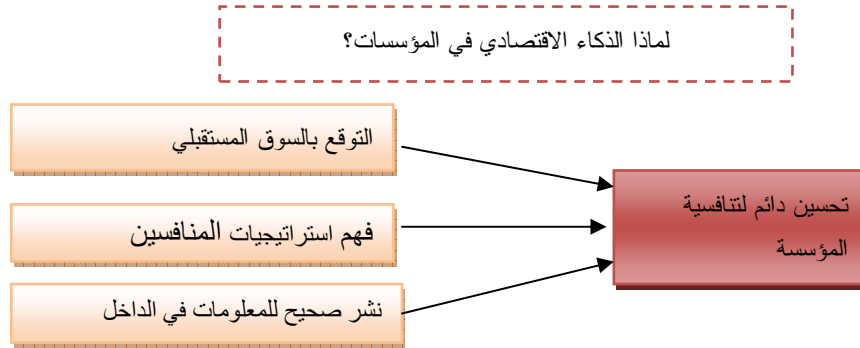 لماذا الذكاء الاقتصادي في المؤسسات؟
التوقع بالسوق المستقبلي
فهم استراتيجيات المنافسين
نشر صحيح للمعلومات في الداخل
تحسين دائم لتنافسية
المؤسسة